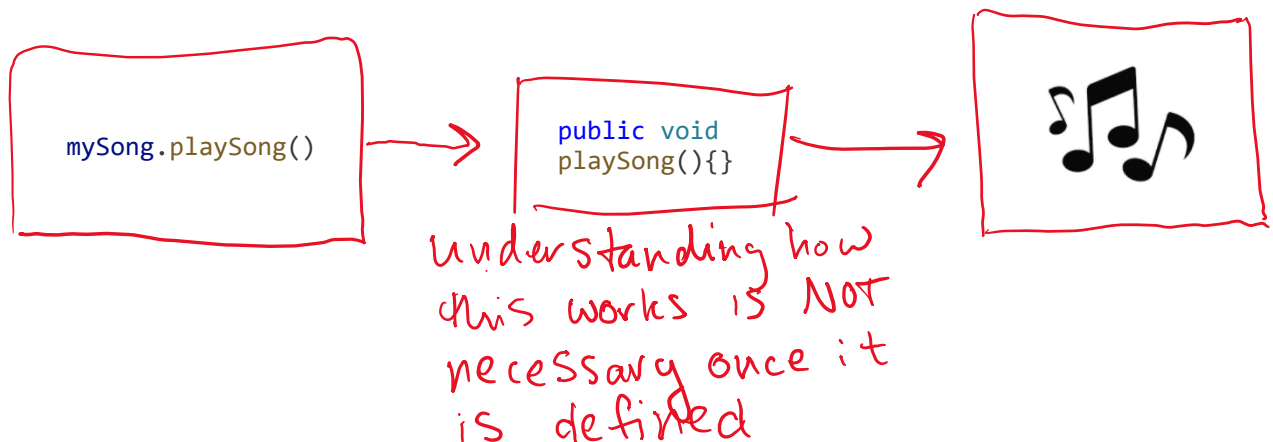 mySong.playSong()
public void
playSong(){}
understanding how
this works is NOT
necessary once it
is defined